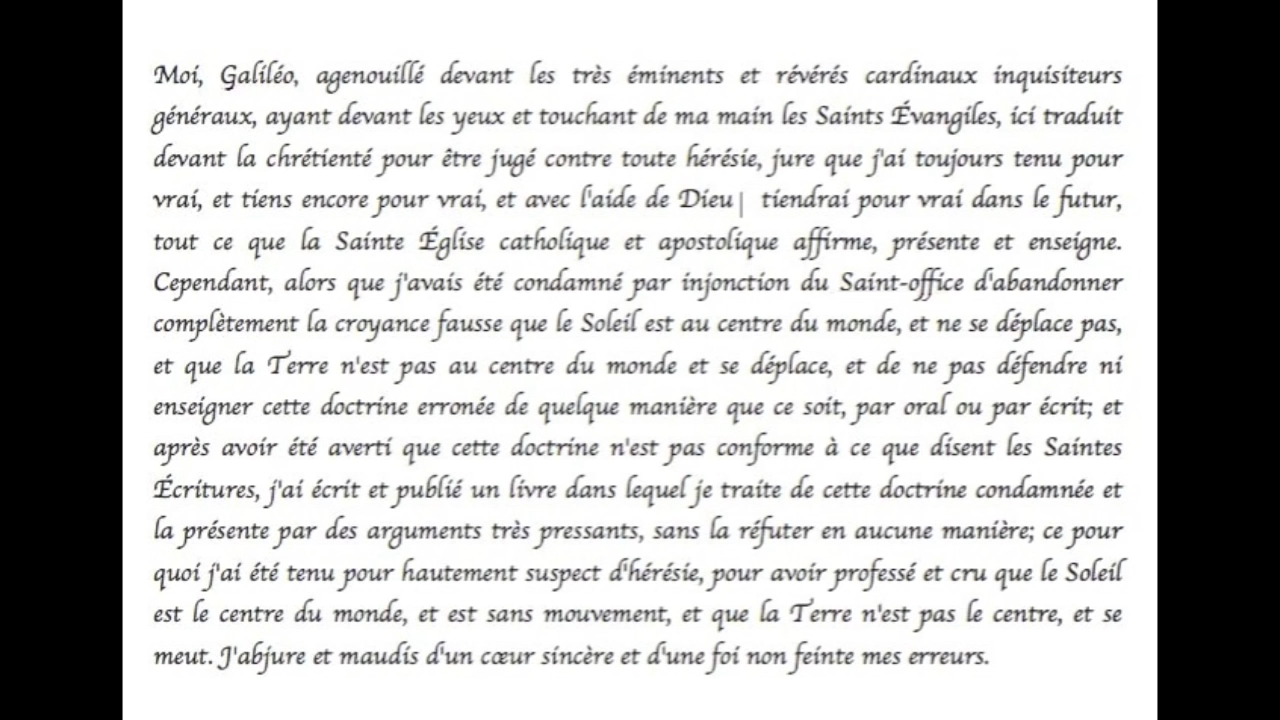 Moi, Galiléo, agenouillé devant les très éminents et révérés cardinaux inquisiteurs
généraux, ayant devant les yeux et touchant de ma main les Saints Évangiles, ici traduit
devant la chrétienté pour être jugé contre toute hérésie, jure que j'ai toujours tenu pour
vrai, et tiens encore pour vrai, et avec l'aide de Dieu| tiendrai pour vrai dans le futur,
tout ce que la Sainte Église catholique et apostolique affirme, présente et enseigne.
Cependant, alors que j'avais été condamné par injonction du Saint-office d'abandonner
complètement la croyance fausse que le Soleil est au centre du monde, et ne se déplace pas,
et que la Terre n'est pas au centre du monde et se déplace, et de ne pas défendre ni
enseigner cette doctrine erronée de quelque manière que ce soit, par oral ou par écrit; et
après avoir été averti que cette doctrine n'est pas conforme à ce que disent les Saintes
Écritures, j'ai écrit et publié un livre dans lequel je traite de cette doctrine condamnée et
la présente par des arguments très pressants, sans la réfuter en aucune manière; ce pour
quoi j'ai été tenu pour hautement suspect d'hérésie, pour avoir professé et cru que le Soleil
est le centre du monde, et est sans mouvement, et que la Terre n'est pas le centre, et se
meut. J'abjure et maudis d'un cœur sincère et d'une foi non feinte mes erreurs.